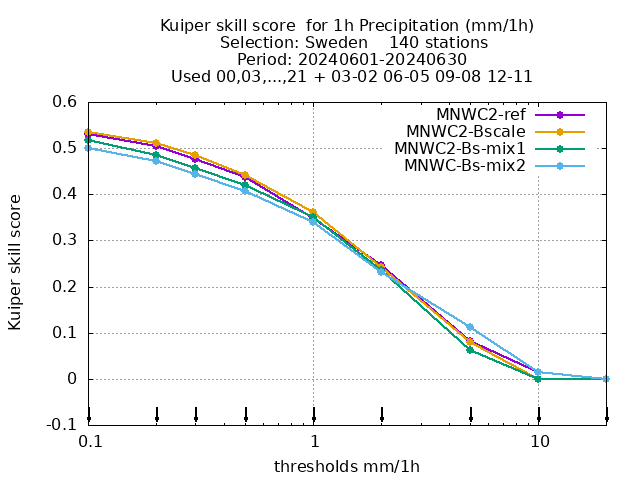 Kuiper skill score  for 1h Precipitation (mm/1h)
Selection: Sweden    140 stations
Period: 20240601-20240630
Used 00,03,...,21 + 03-02 06-05 09-08 12-11
MNWC2-ref
MNWC2-Bscale
MNWC2-Bs-mix1
MNWC-Bs-mix2
0.6
0.5
0.4
0.3
0.2
0.1
0
-0.1
Kuiper skill score
0.1 1 10
thresholds mm/1h